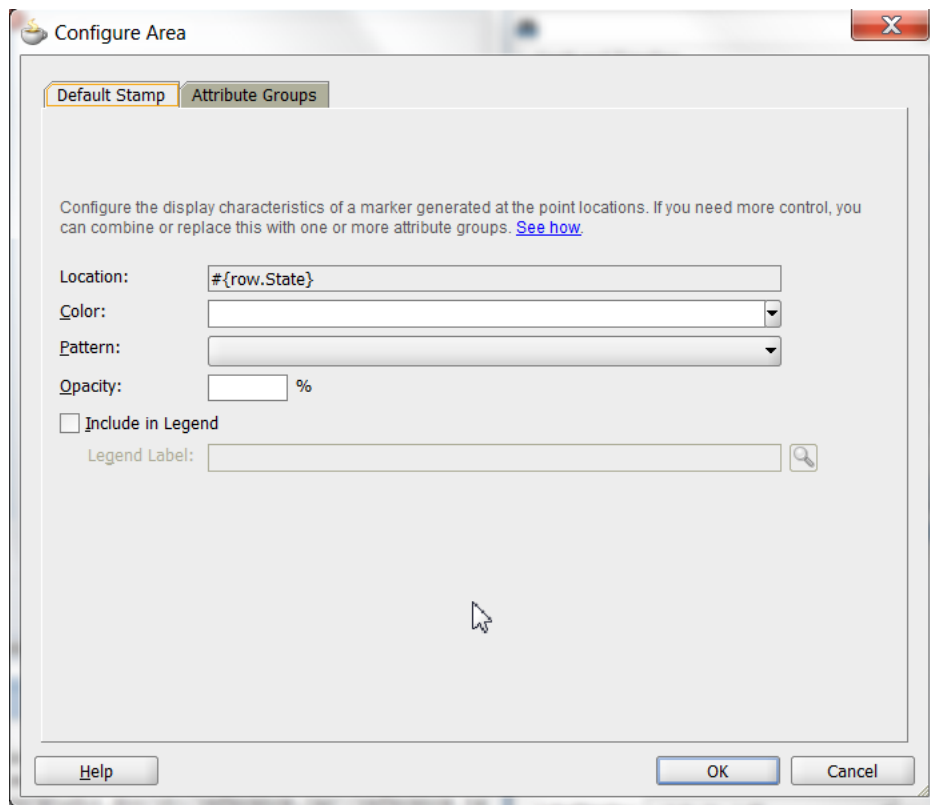 Configure Area
X
Default Stamp
Attribute Groups
Configure the display characteristics of a marker generated at the point locations. If you need more control, you
can combine or replace this with one or more attribute groups. See how.
Location:
#{row.State}
Color:
Pattern:
Opacity:
%
Include in Legend
Legend Label:
Help
OK
Cancel